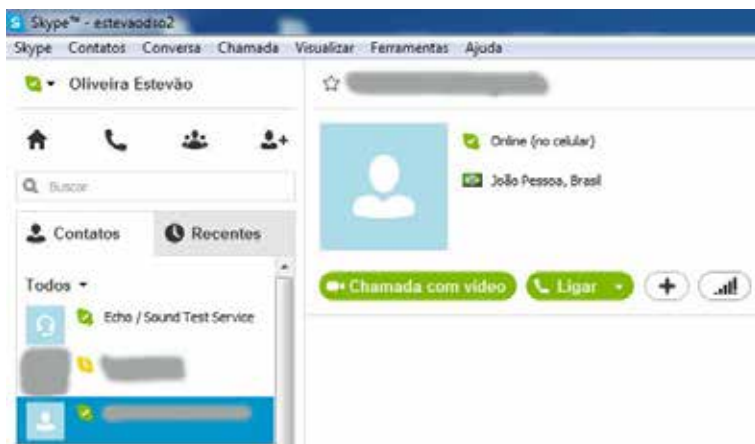 Skype™ - estevaodso2
Skype Contatos Conversa Chamada Visualizar Ferramentas Ajuda
Oliveira Estevão
Buscar
Contatos Recentes
Todos
Echo / Sound Test Service
Online (no celular)
João Pessoa, Brasil
Chamada com vídeo Ligar